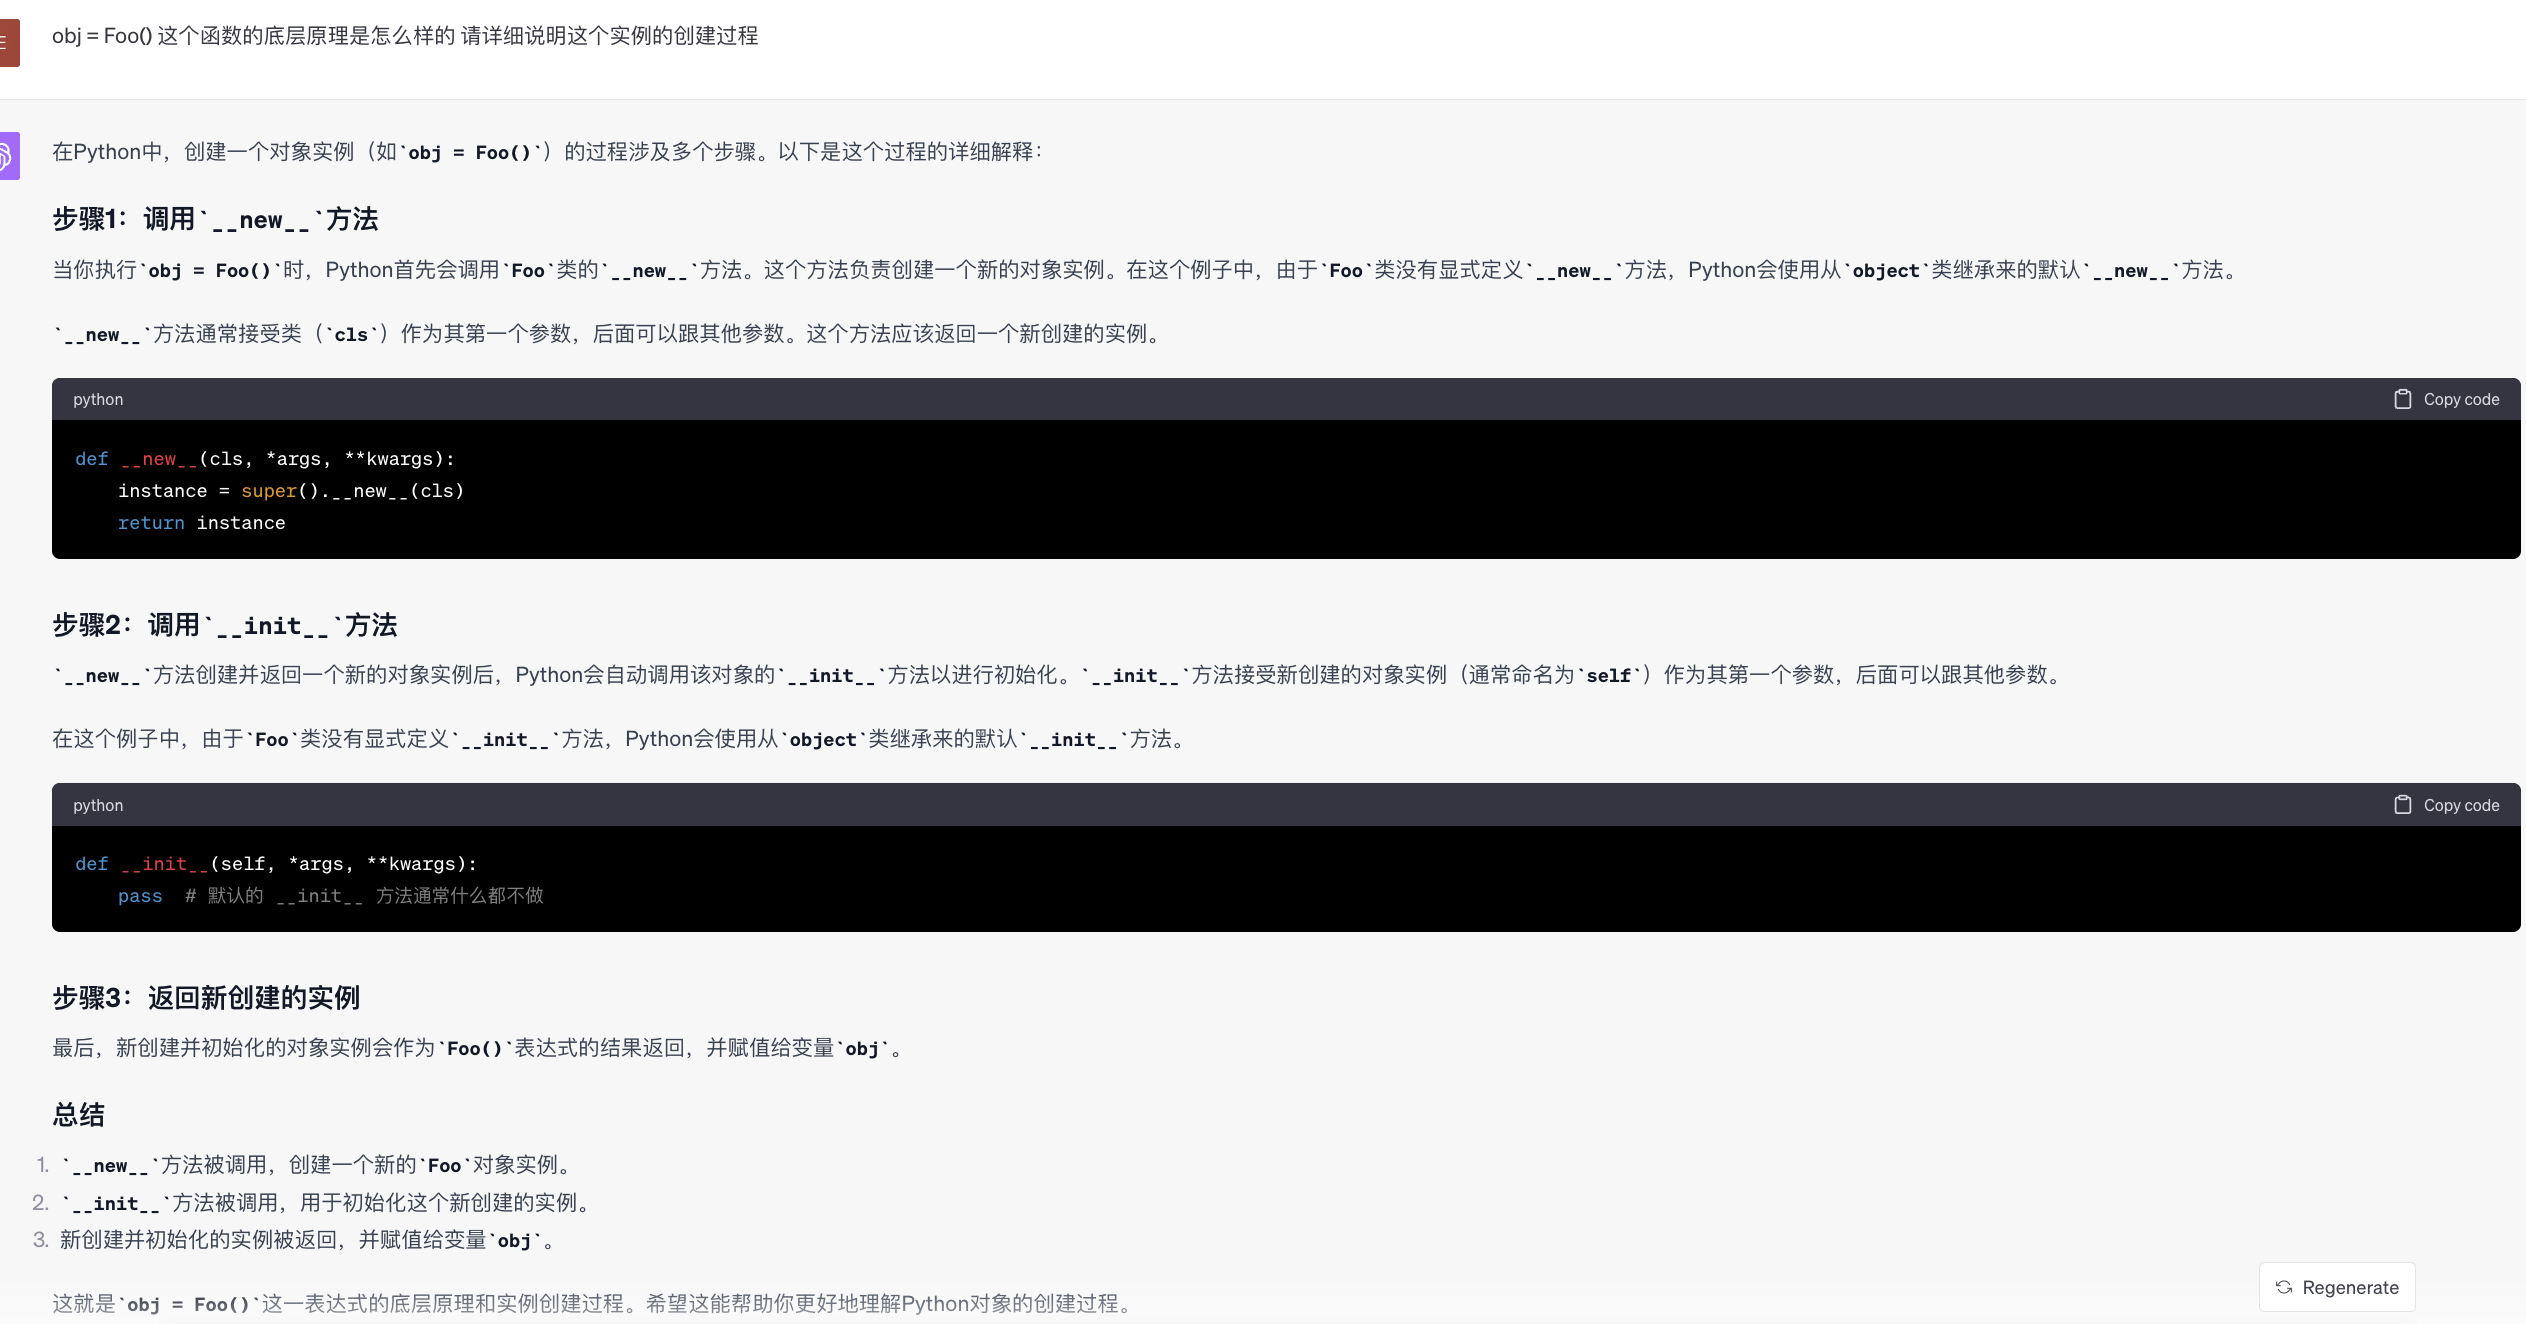 obj = Foo() 这个函数的底层原理是怎么样的 请详细说明这个实例的创建过程
在Python中，创建一个对象实例（如`obj = Foo()`）的过程涉及多个步骤。以下是这个过程的详细解释：
步骤1：调用`__new__`方法
当你执行`obj = Foo()`时，Python首先会调用`Foo`类的`__new__`方法。这个方法负责创建一个新的对象实例。在这个例子中，由于`Foo`类没有显式定义`__new__`方法，Python会使用从`object`类继承来的默认`__new__`方法。
`__new__`方法通常接受类（`cls`）作为其第一个参数，后面可以跟其他参数。这个方法应该返回一个新创建的实例。
python Copy code
def __new__(cls, *args, **kwargs):
    instance = super().__new__(cls)
    return instance
步骤2：调用`__init__`方法
`__new__`方法创建并返回一个新的对象实例后，Python会自动调用该对象的`__init__`方法以进行初始化。`__init__`方法接受新创建的对象实例（通常命名为`self`）作为其第一个参数，后面可以跟其他参数。
在这个例子中，由于`Foo`类没有显式定义`__init__`方法，Python会使用从`object`类继承来的默认`__init__`方法。
python Copy code
def __init__(self, *args, **kwargs):
    pass  # 默认的 __init__ 方法通常什么都不做
步骤3：返回新创建的实例
最后，新创建并初始化的对象实例会作为`Foo()`表达式的结果返回，并赋值给变量`obj`。
总结
1. `__new__`方法被调用，创建一个新的`Foo`对象实例。
2. `__init__`方法被调用，用于初始化这个新创建的实例。
3. 新创建并初始化的实例被返回，并赋值给变量`obj`。
Regenerate
这就是`obj = Foo()`这一表达式的底层原理和实例创建过程。希望这能帮助你更好地理解Python对象的创建过程。